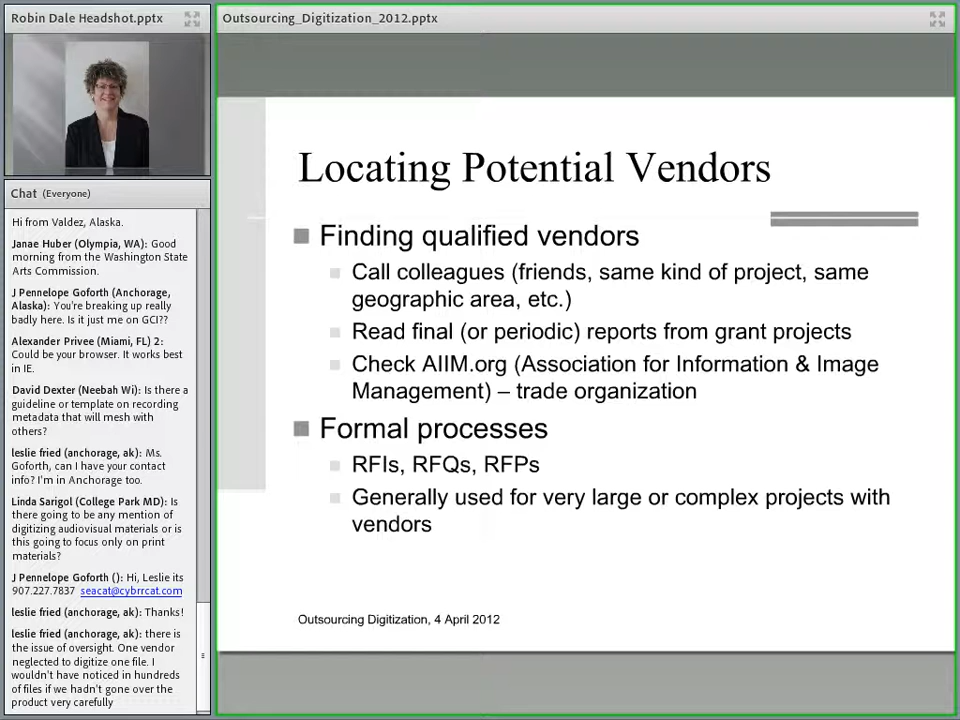 Robin Dale Headshot.pptx
Outsourcing_Digitization_2012.pptx
Chat (Everyone)
Hi from Valdez, Alaska.
Janae Huber (Olympia, WA): Good
morning from the Washington State
Arts Commission.
J Pennelope Goforth (Anchorage,
Alaska): You're breaking up really
badly here. Is it just me on GCI??
Alexander Privee (Miami, FL) 2:
Could be your browser. It works best
in IE.
David Dexter (Neebah Wi): Is there a
guideline or template on recording
metadata that will mesh with
others?
leslie fried (anchorage, ak): Ms.
Goforth, can I have your contact
info? I'm in Anchorage too.
Linda Sarigol (College Park MD): Is
there going to be any mention of
digitizing audiovisual materials or is
this going to focus only on print
materials?
J Pennelope Goforth (): Hi, Leslie its
907.227.7837 seacat@cybrrcat.com
leslie fried (anchorage, ak): Thanks!
leslie fried (anchorage, ak): there is
the issue of oversight. One vendor
neglected to digitize one file. I
wouldn't have noticed in hundreds
of files if we hadn't gone over the
product very carefully
Locating Potential Vendors
Finding qualified vendors
Call colleagues (friends, same kind of project, same
geographic area, etc.)
Read final (or periodic) reports from grant projects
Check AIIM.org (Association for Information & Image
Management) – trade organization
Formal processes
RFIs, RFQs, RFPs
Generally used for very large or complex projects with
vendors
Outsourcing Digitization, 4 April 2012